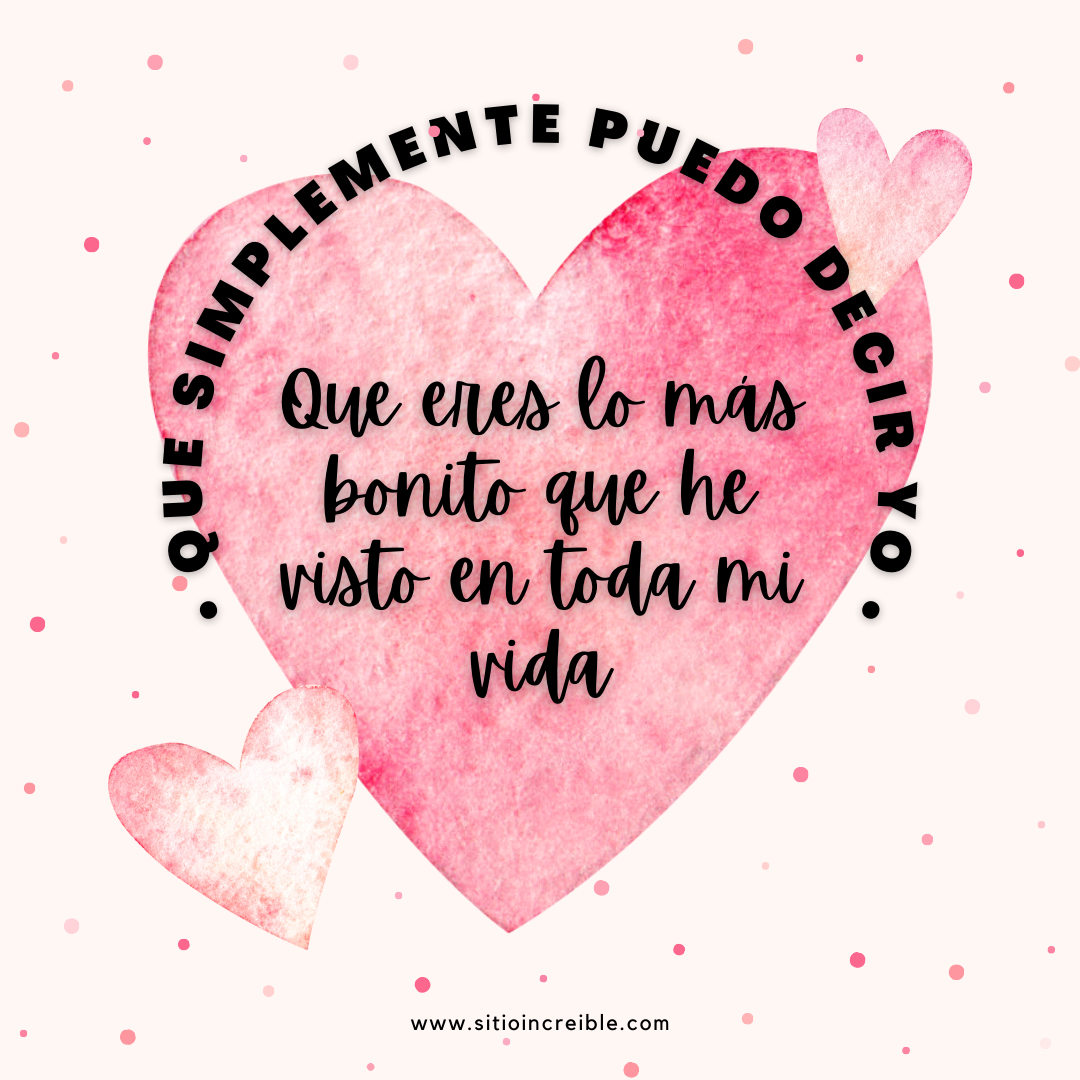 • QUE SIMPLEMENTE PUEDO DECIR YO •
Que eres lo más
bonito que he
visto en toda mi
vida
www.sitioincreible.com